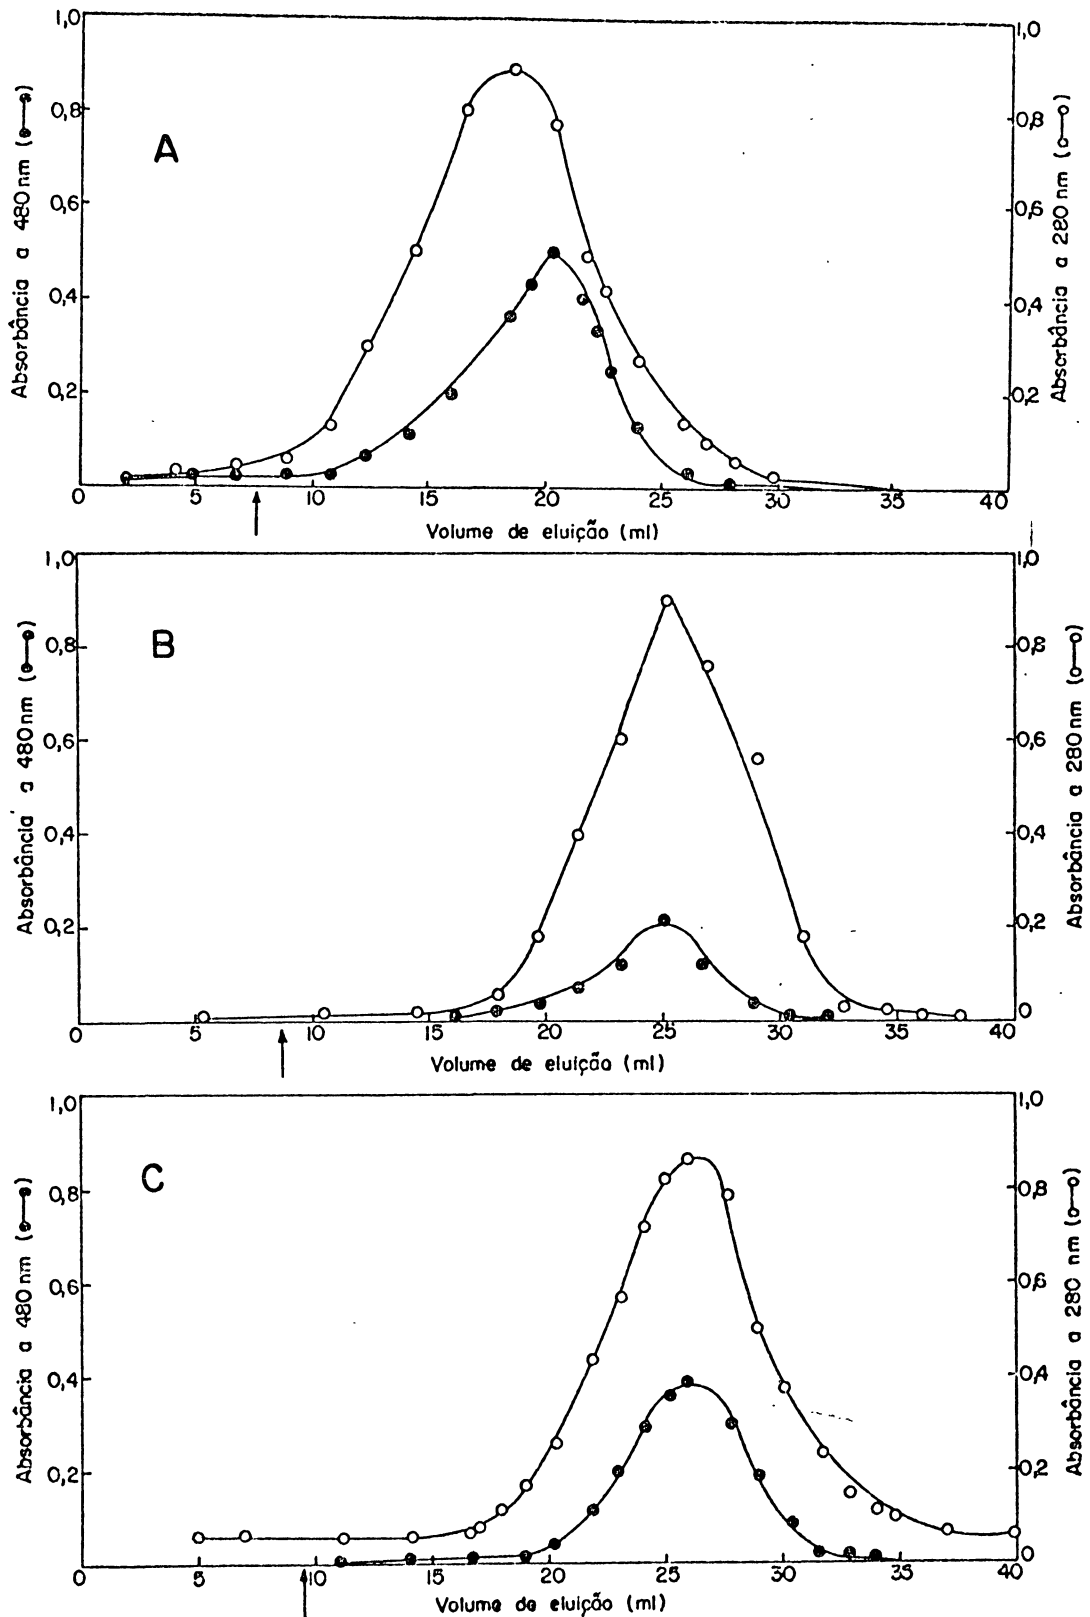 A
Absorbância a 480 nm (●—●)
1,0
0,8
0,6
0,4
0,2
Absorbância a 280 nm (o—o)
1,0
0,8
0,6
0,4
0,2
0 5 10 15 20 25 30 35 40
Volume de eluição (ml)
B
Absorbância a 480 nm (●—●)
1,0
0,8
0,6
0,4
0,2
Absorbância a 280 nm (o—o)
1,0
0,8
0,6
0,4
0,2
0
0 5 10 15 20 25 30 35 40
Volume de eluição (ml)
C
Absorbância a 480 nm (●—●)
1,0
0,8
0,6
0,4
0,2
Absorbância a 280 nm (o—o)
1,0
0,8
0,6
0,4
0,2
0
0 5 10 15 20 25 30 35 40
Volume de eluição (ml)